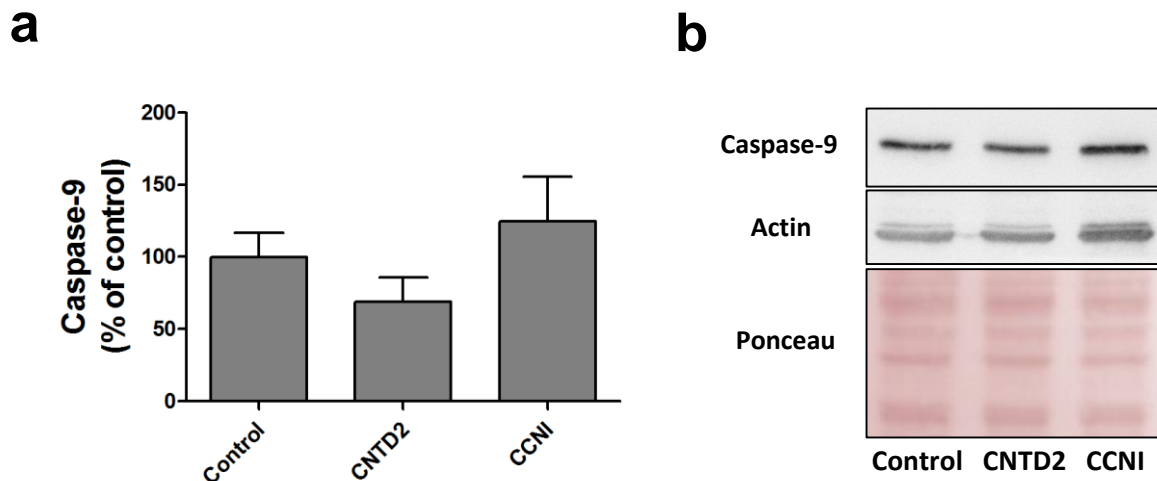 a
Caspase-9
(% of control)
200
150
100
50
0
Control
CNTD2
CCNI
b
Caspase-9
Actin
Ponceau
Control CNTD2 CCNI